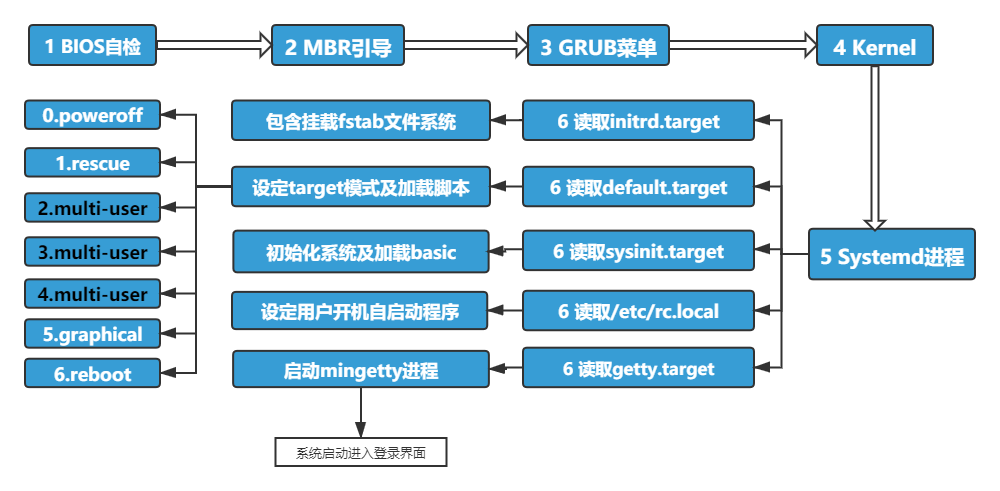 1 BIOS自检
2 MBR引导
3 GRUB菜单
4 Kernel
5 Systemd进程
6 读取initrd.target
包含挂载fstab文件系统
6 读取default.target
设定target模式及加载脚本
0.poweroff
1.rescue
2.multi-user
3.multi-user
4.multi-user
5.graphical
6.reboot
6 读取sysinit.target
初始化系统及加载basic
6 读取/etc/rc.local
设定用户开机自启动程序
6 读取getty.target
启动mingetty进程
系统启动进入登录界面